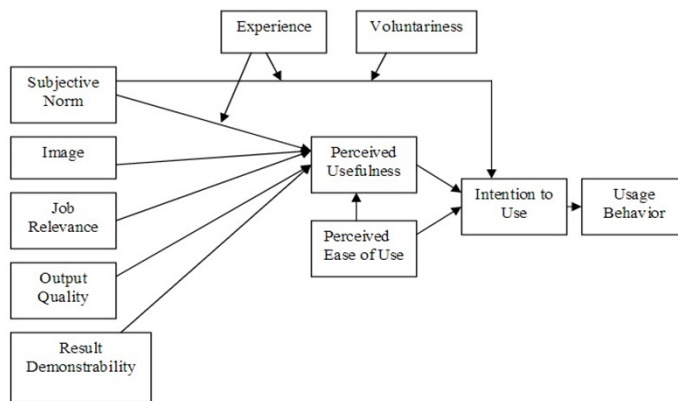 Experience
Voluntariness
Subjective
Norm
Image
Perceived
Usefulness
Job
Relevance
Intention to
Use
Usage
Behavior
Perceived
Ease of Use
Output
Quality
Result
Demonstrability